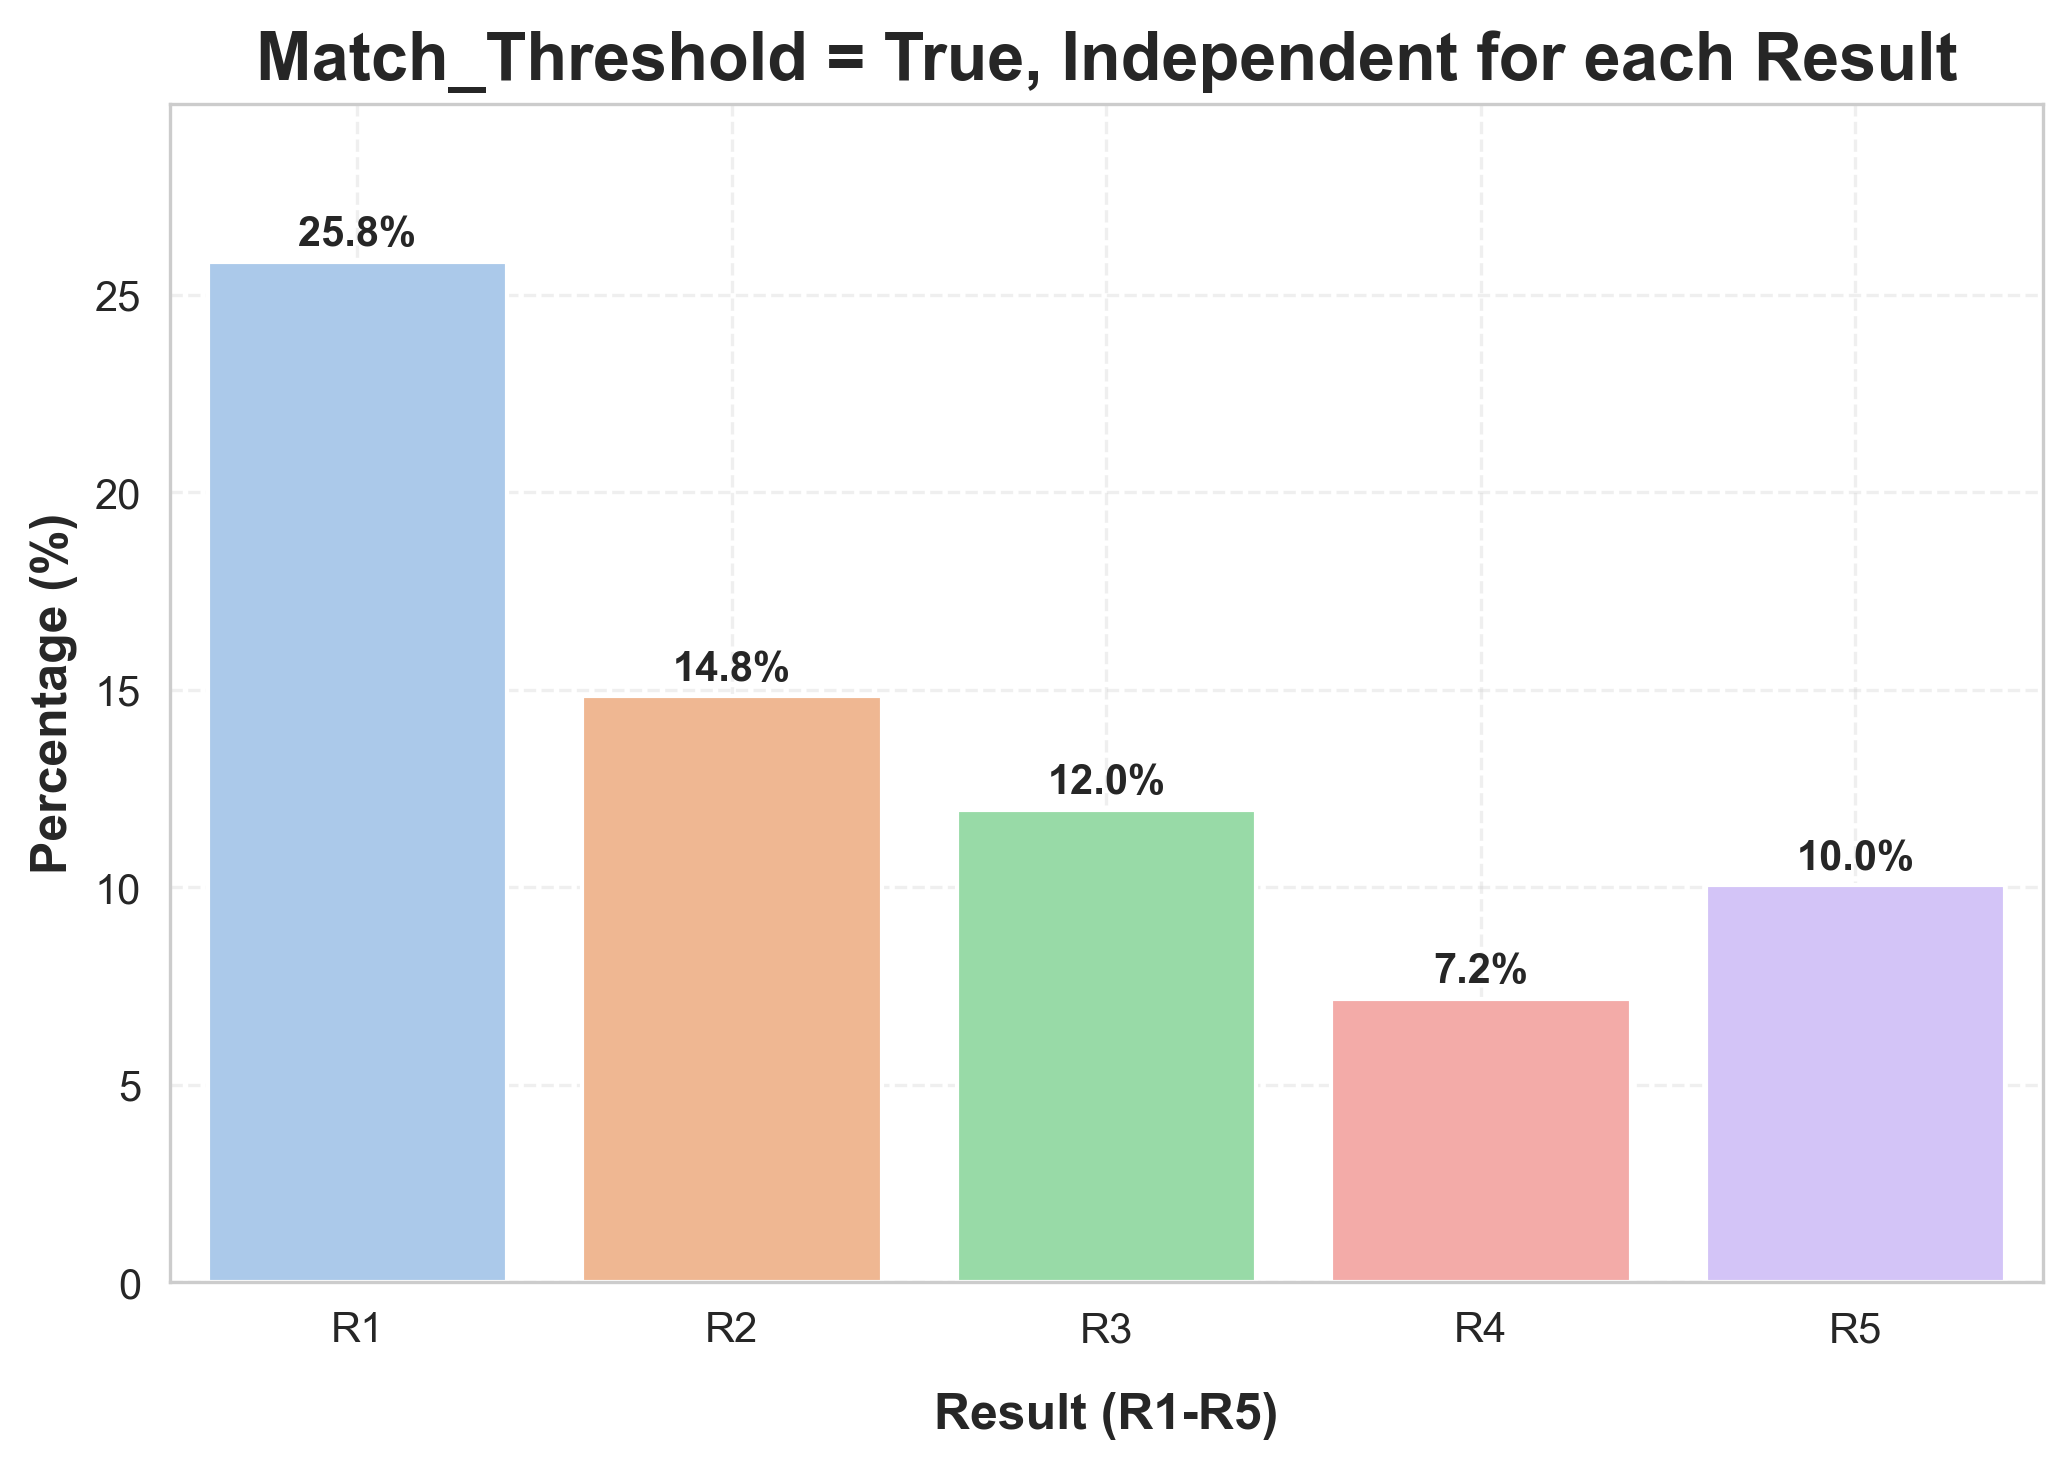 Match_Threshold = True, Independent for each Result
25.8%
25
20
14.8%
15
12.0%
10.0%
10
7.2%
5
0
Percentage (%)
R1 R2 R3 R4 R5
Result (R1-R5)